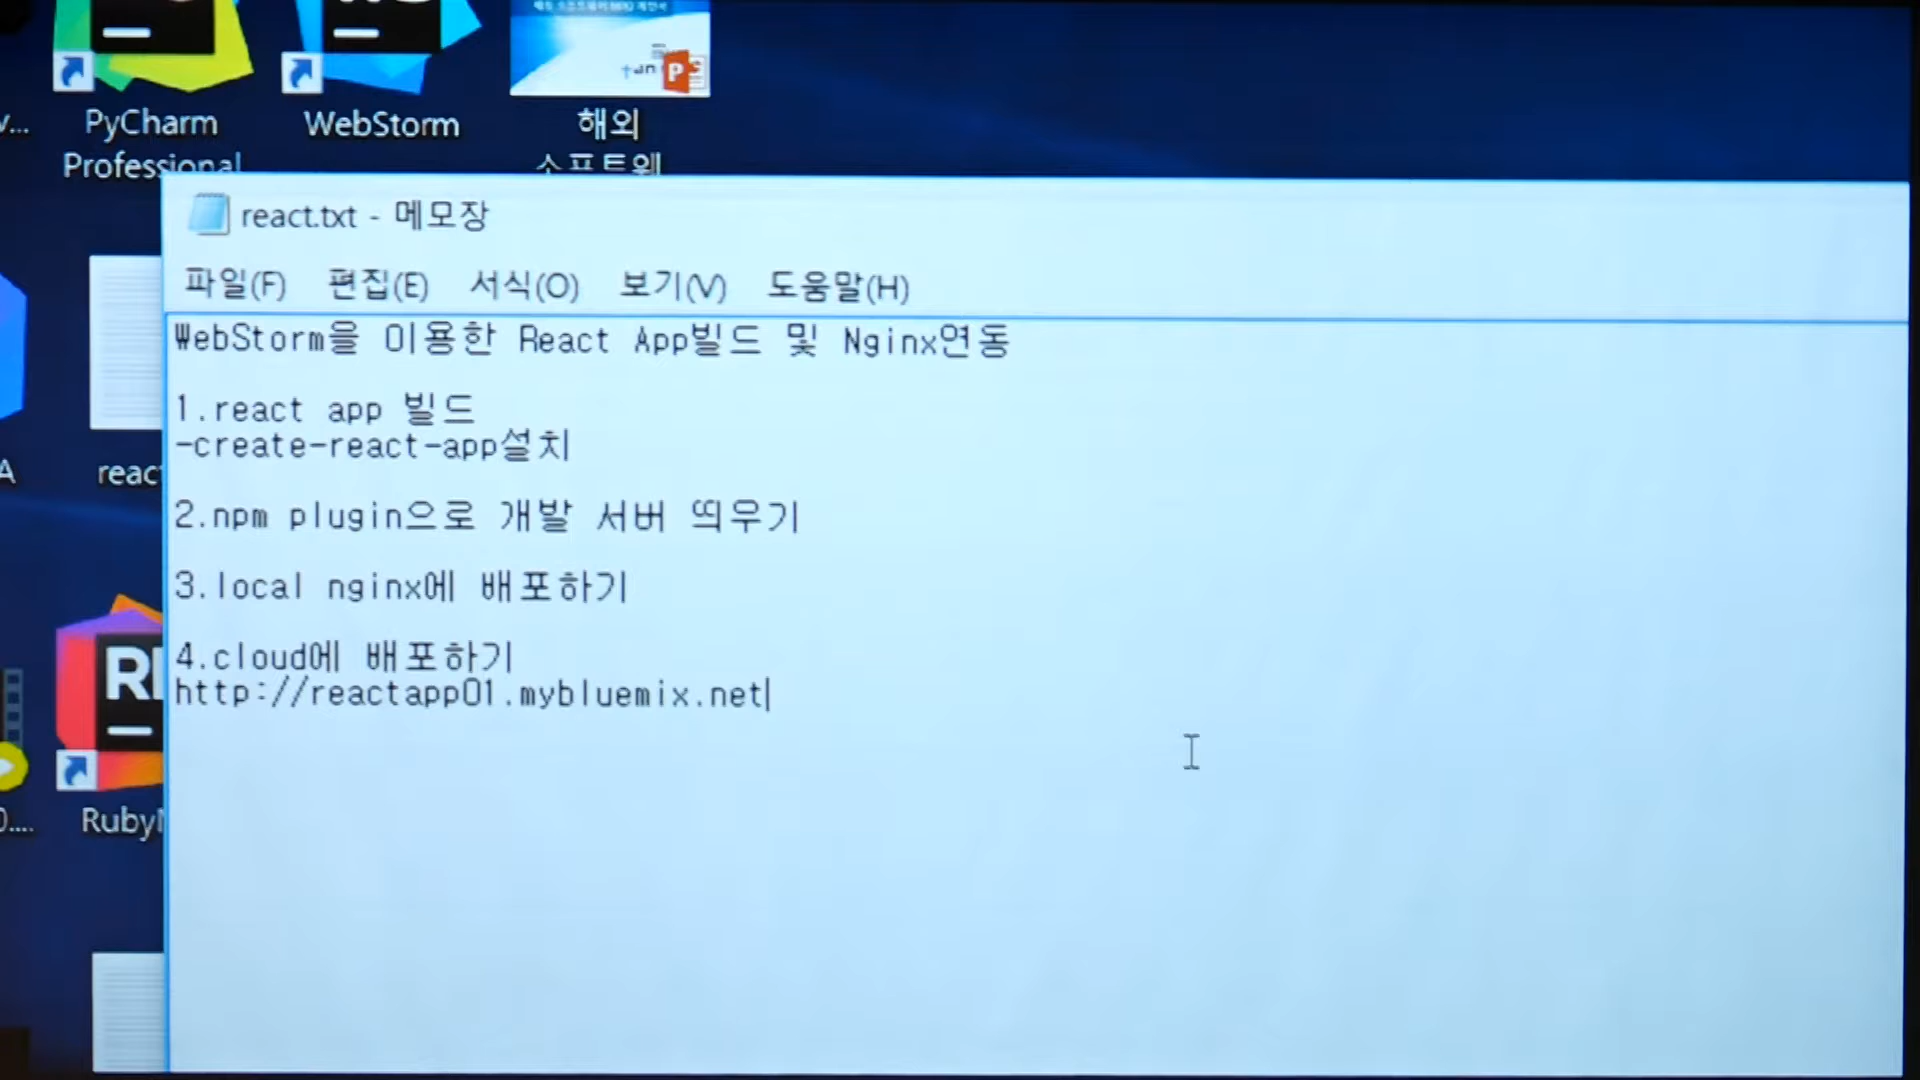 PyCharm
Professional
WebStorm
해외
소프트웨
react.txt - 메모장
파일(F) 편집(E) 서식(O) 보기(V) 도움말(H)
WebStorm을 이용한 React App빌드 및 Nginx연동
1.react app 빌드
-create-react-app설치
2.npm plugin으로 개발 서버 띄우기
3.local nginx에 배포하기
4.cloud에 배포하기
http://reactapp01.mybluemix.net